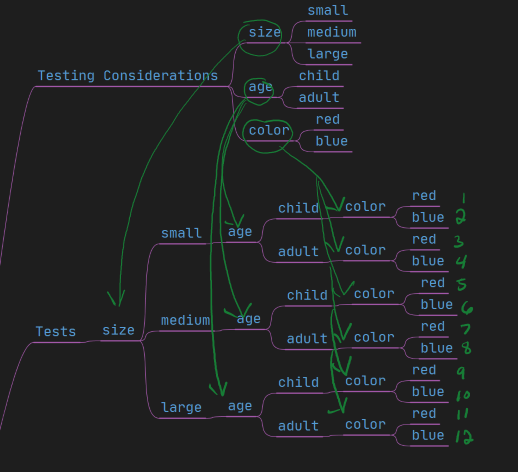 small
size medium
large
Testing Considerations
child
age
adult
red
color
blue
red 1
child color
blue 2
small age
red 3
adult color
blue 4
red 5
child color
blue 6
Tests size medium age
red 7
adult color
blue 8
red 9
child color
blue 10
large age
red 11
adult color
blue 12